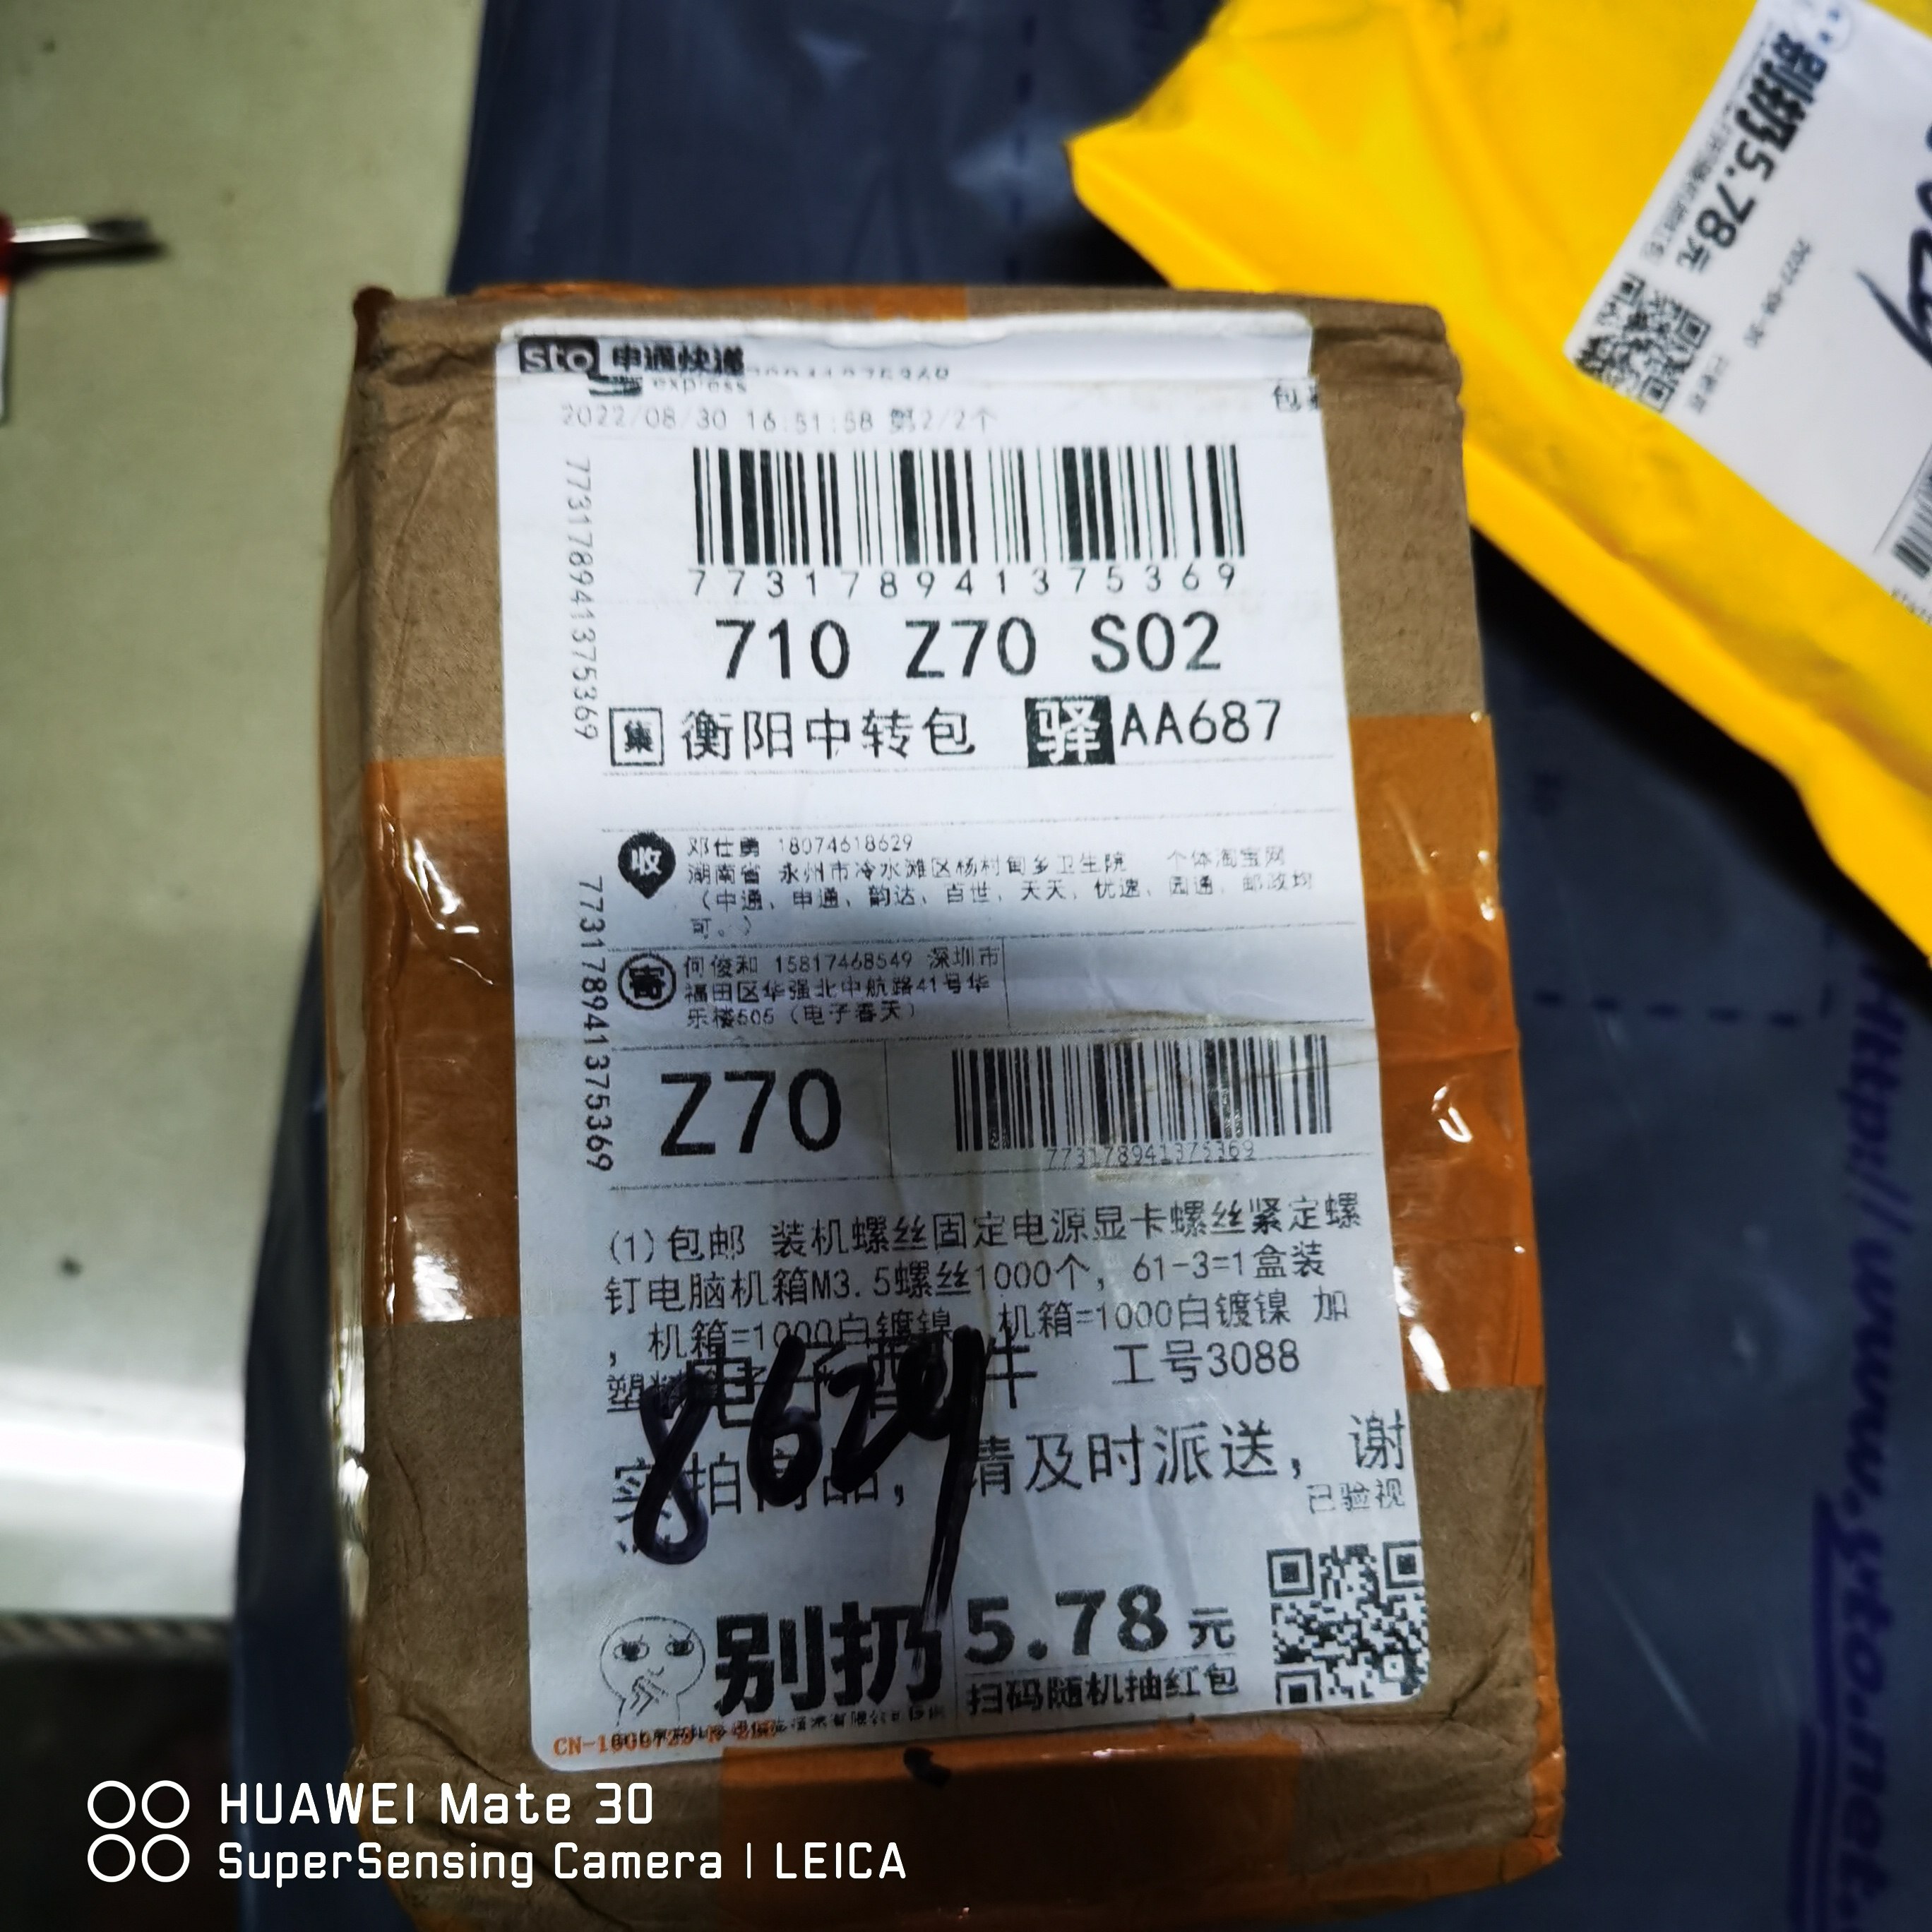 sto 申通快递
express
2022/08/30 16:51:58 第2/2个
773178941375369
710 Z70 S02
集 衡阳中转包 驿 AA687
773178941375369
收 邓仕勇 18074618629
湖南省 永州市冷水滩区杨村甸乡卫生院 个体淘宝网
(中通、申通、韵达、百世、天天、优速、园通、邮政均
可。)
寄 何俊和 15817468549 深圳市
福田区华强北中航路41号华
乐楼505(电子春天)
773178941375369
Z70
773178941375369
(1)包邮 装机螺丝固定电源显卡螺丝紧定螺
钉电脑机箱M3.5螺丝1000个, 61-3=1盒装
, 机箱=1000白镀镍 机箱=1000白镀镍 加
工号3088
8629
实拍商品, 请及时派送, 谢
已验视
别扔 5.78元
扫码随机抽红包
别扔5.78元
HUAWEI Mate 30
SuperSensing Camera | LEICA